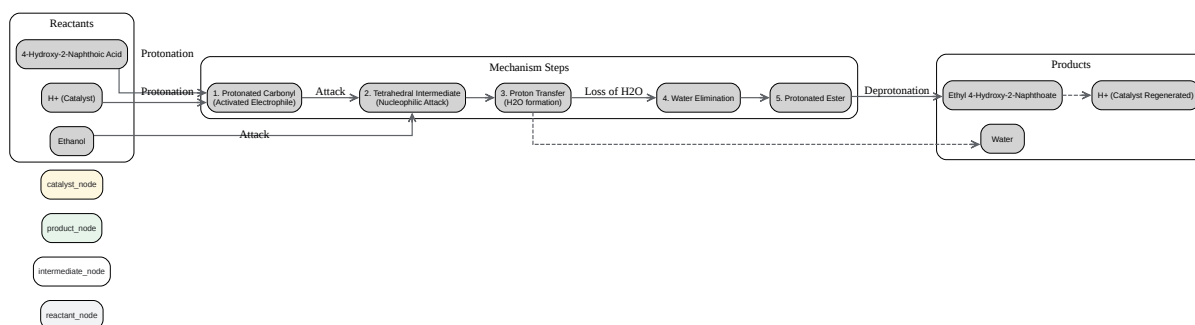 Reactants
4-Hydroxy-2-Naphthoic Acid
H+ (Catalyst)
Ethanol
Protonation
Protonation
Attack
Mechanism Steps
1. Protonated Carbonyl
(Activated Electrophile)
Attack
2. Tetrahedral Intermediate
(Nucleophilic Attack)
3. Proton Transfer
(H2O formation)
Loss of H2O
4. Water Elimination
5. Protonated Ester
Deprotonation
Products
Ethyl 4-Hydroxy-2-Naphthoate
H+ (Catalyst Regenerated)
Water
catalyst_node
product_node
intermediate_node
reactant_node